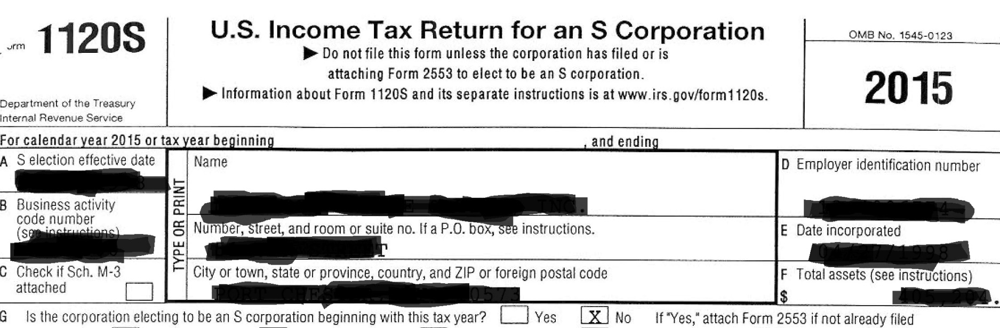 orm 1120S
U.S. Income Tax Return for an S Corporation
▶ Do not file this form unless the corporation has filed or is
attaching Form 2553 to elect to be an S corporation.
▶ Information about Form 1120S and its separate instructions is at www.irs.gov/form1120s.
Department of the Treasury
Internal Revenue Service
OMB No. 1545-0123
2015
For calendar year 2015 or tax year beginning , and ending
A S election effective date
B Business activity
code number
(see instructions)
C Check if Sch. M-3
attached
TYPE OR PRINT
Name
INC.
Number, street, and room or suite no. If a P.O. box, see instructions.
City or town, state or province, country, and ZIP or foreign postal code
D Employer identification number
E Date incorporated
F Total assets (see instructions)
$
G Is the corporation electing to be an S corporation beginning with this tax year? Yes X No If "Yes," attach Form 2553 if not already filed